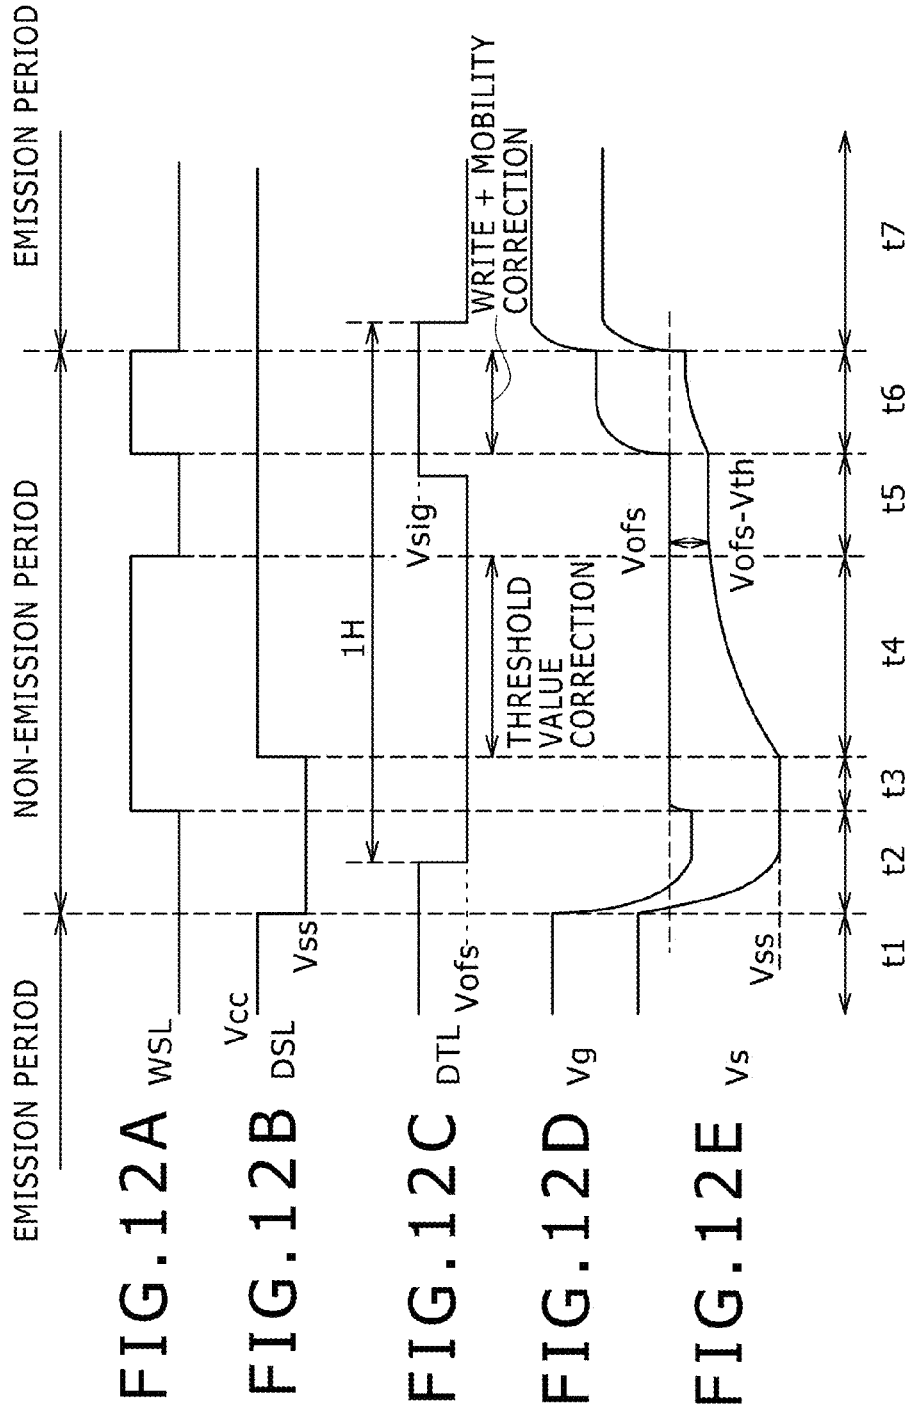 EMISSION PERIOD
NON-EMISSION PERIOD
EMISSION PERIOD
FIG.12A WSL
Vcc
FIG.12B DSL
Vss
1H
FIG.12C DTL
Vsig
Vofs
WRITE + MOBILITY
CORRECTION
THRESHOLD
VALUE
CORRECTION
FIG.12D Vg
Vofs
FIG.12E Vs
Vofs-Vth
Vss
t1 t2 t3 t4 t5 t6 t7